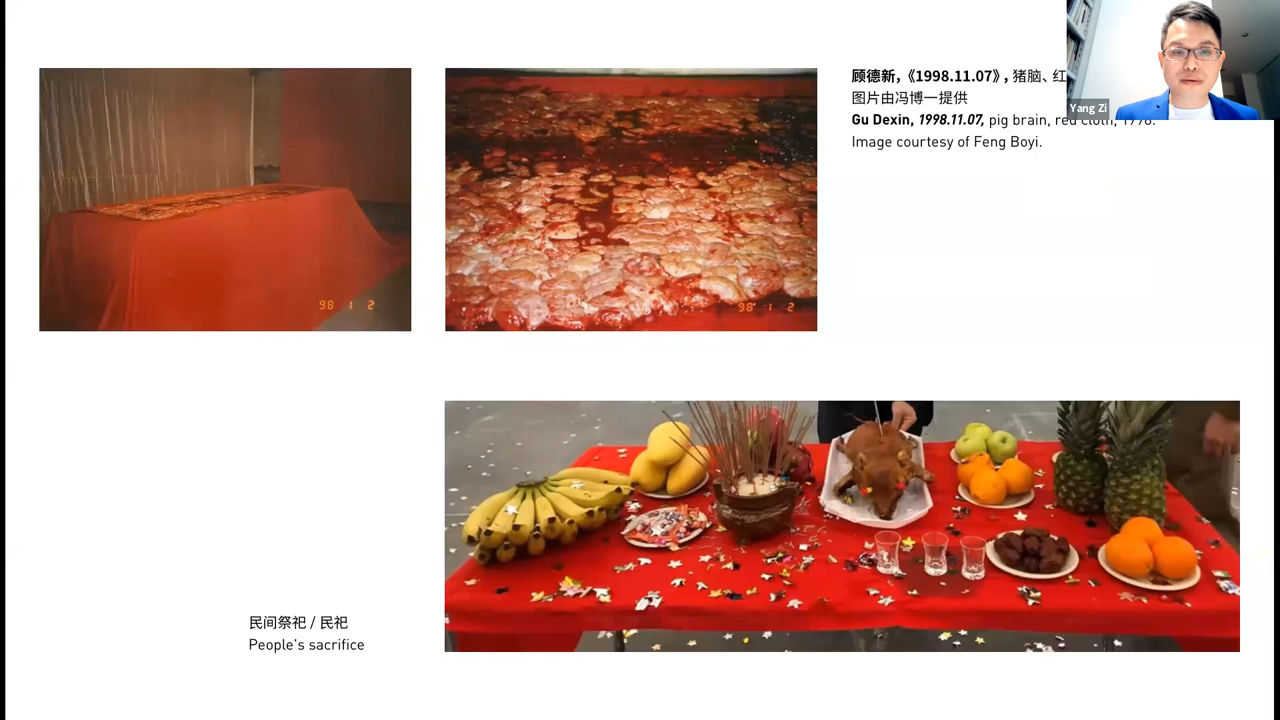 顾德新，《1998.11.07》, 猪脑、红
图片由冯博一提供
Gu Dexin, 1998.11.07, pig brain, red cloth,
Image courtesy of Feng Boyi.
Yang Zi
98 1 2
98 1 2
民间祭祀 / 民祀
People's sacrifice